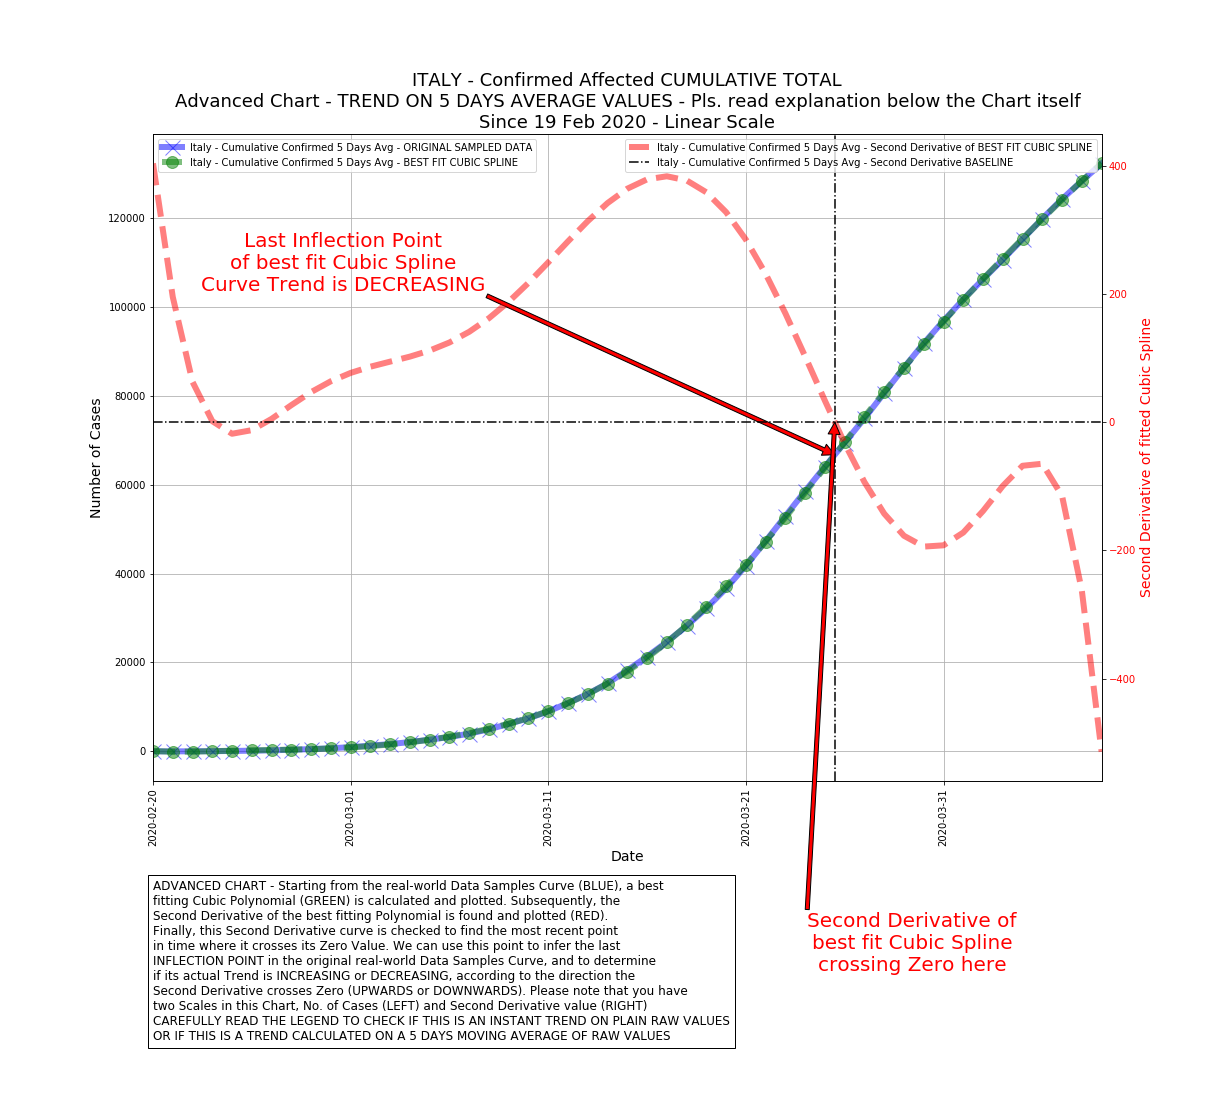 ITALY - Confirmed Affected CUMULATIVE TOTAL
Advanced Chart - TREND ON 5 DAYS AVERAGE VALUES - Pls. read explanation below the Chart itself
Since 19 Feb 2020 - Linear Scale
Italy - Cumulative Confirmed 5 Days Avg - ORIGINAL SAMPLED DATA
Italy - Cumulative Confirmed 5 Days Avg - BEST FIT CUBIC SPLINE
Italy - Cumulative Confirmed 5 Days Avg - Second Derivative of BEST FIT CUBIC SPLINE
Italy - Cumulative Confirmed 5 Days Avg - Second Derivative BASELINE
Last Inflection Point
of best fit Cubic Spline
Curve Trend is DECREASING
Number of Cases
120000
100000
80000
60000
40000
20000
0
400
200
0
−200
−400
Second Derivative of fitted Cubic Spline
2020-02-20
2020-03-01
2020-03-11
2020-03-21
2020-03-31
Date
ADVANCED CHART - Starting from the real-world Data Samples Curve (BLUE), a best
fitting Cubic Polynomial (GREEN) is calculated and plotted. Subsequently, the
Second Derivative of the best fitting Polynomial is found and plotted (RED).
Finally, this Second Derivative curve is checked to find the most recent point
in time where it crosses its Zero Value. We can use this point to infer the last
INFLECTION POINT in the original real-world Data Samples Curve, and to determine
if its actual Trend is INCREASING or DECREASING, according to the direction the
Second Derivative crosses Zero (UPWARDS or DOWNWARDS). Please note that you have
two Scales in this Chart, No. of Cases (LEFT) and Second Derivative value (RIGHT)
CAREFULLY READ THE LEGEND TO CHECK IF THIS IS AN INSTANT TREND ON PLAIN RAW VALUES
OR IF THIS IS A TREND CALCULATED ON A 5 DAYS MOVING AVERAGE OF RAW VALUES
Second Derivative of
best fit Cubic Spline
crossing Zero here